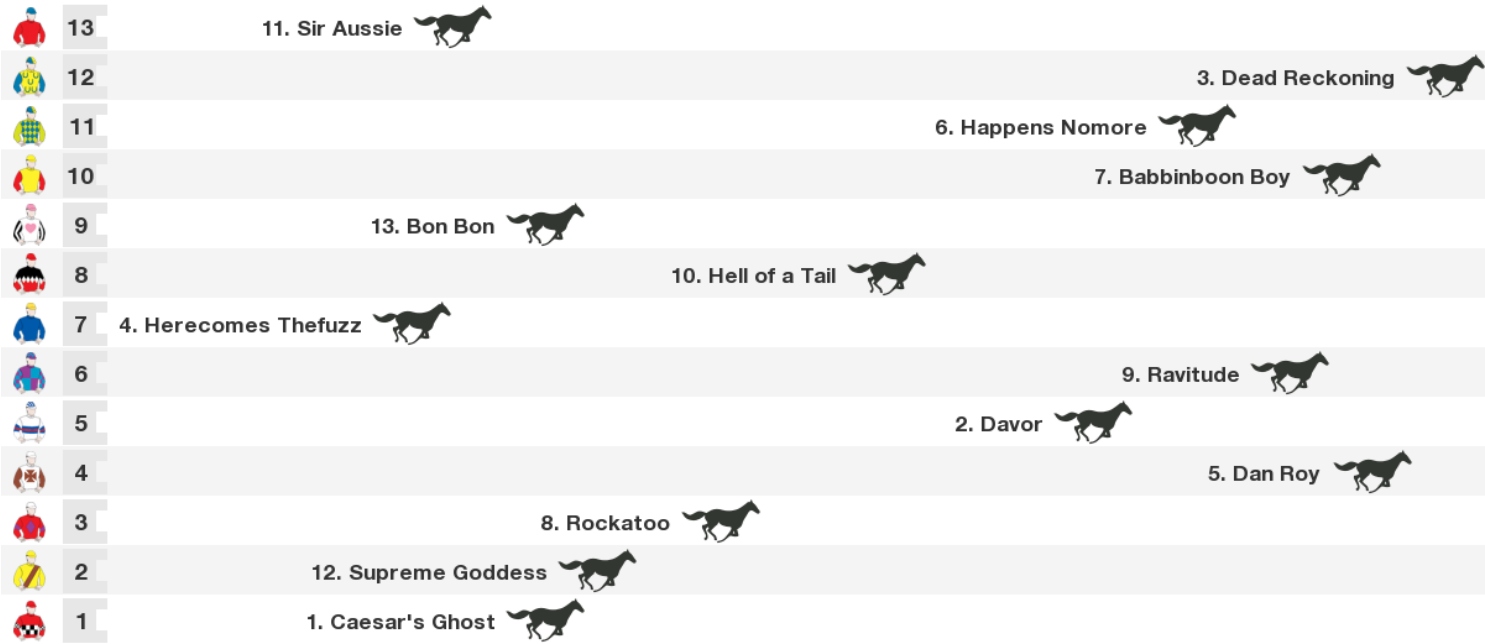 13 11. Sir Aussie
12 3. Dead Reckoning
11 6. Happens Nomore
10 7. Babbinboon Boy
9 13. Bon Bon
8 10. Hell of a Tail
7 4. Herecomes Thefuzz
6 9. Ravitude
5 2. Davor
4 5. Dan Roy
3 8. Rockatoo
2 12. Supreme Goddess
1 1. Caesar's Ghost